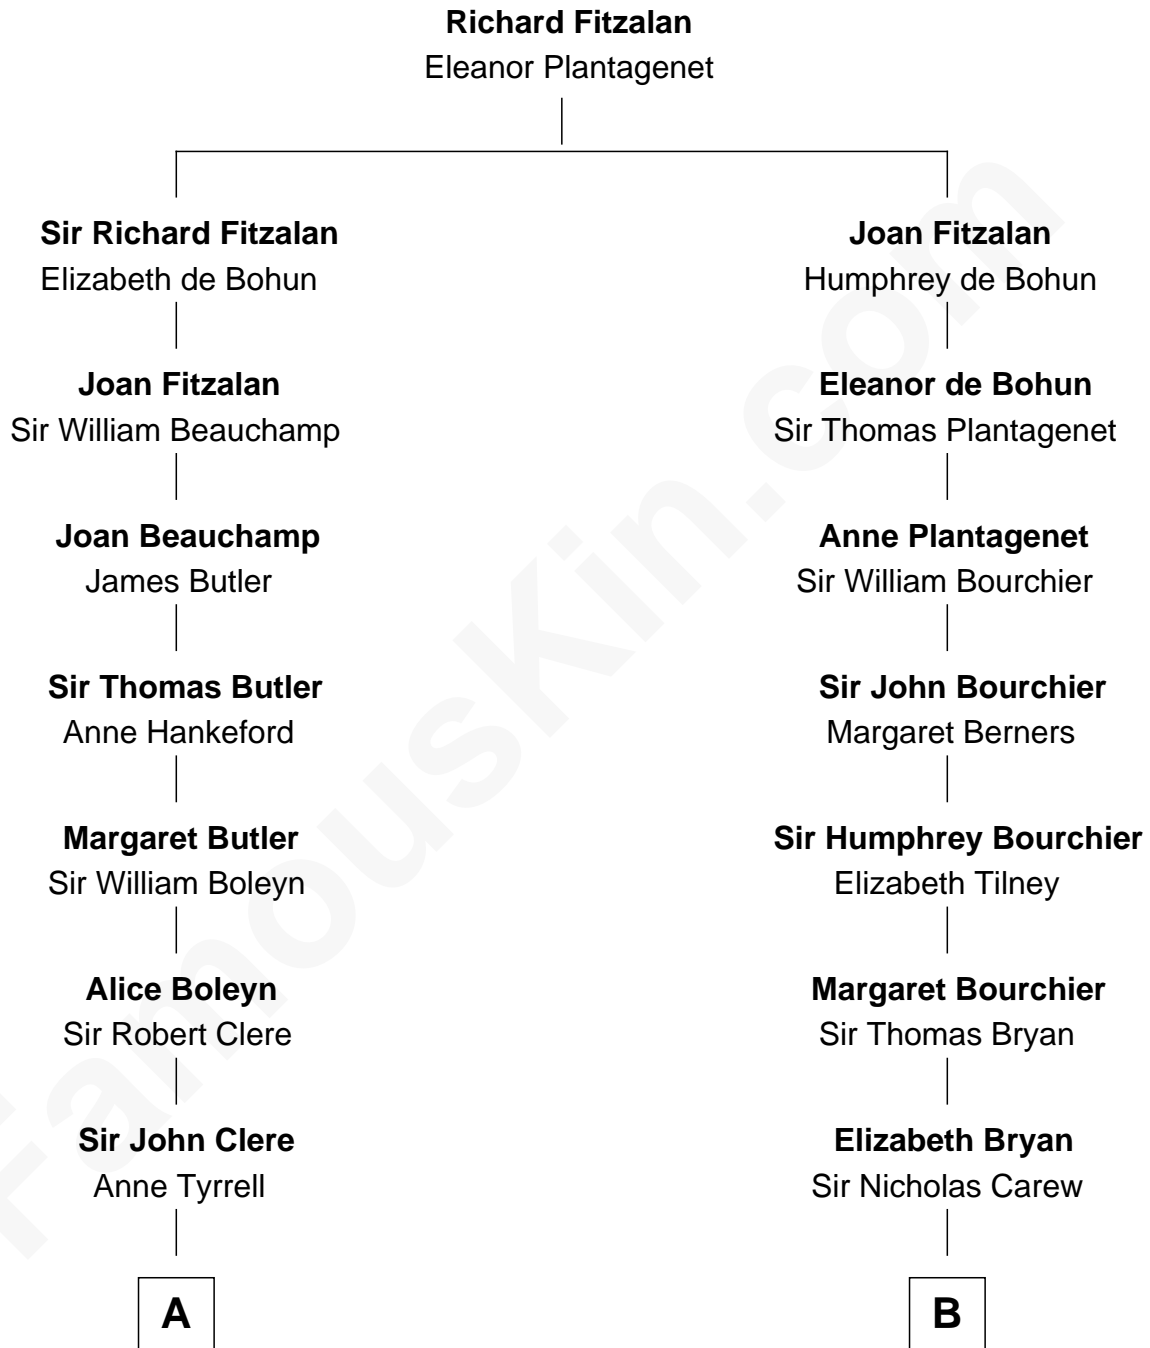 Richard Fitzalan
Eleanor Plantagenet
Sir Richard Fitzalan
Elizabeth de Bohun
Joan Fitzalan
Humphrey de Bohun
Joan Fitzalan
Sir William Beauchamp
Eleanor de Bohun
Sir Thomas Plantagenet
Joan Beauchamp
James Butler
Anne Plantagenet
Sir William Bourchier
Sir Thomas Butler
Anne Hankeford
Sir John Bourchier
Margaret Berners
Margaret Butler
Sir William Boleyn
Sir Humphrey Bourchier
Elizabeth Tilney
Alice Boleyn
Sir Robert Clere
Margaret Bourchier
Sir Thomas Bryan
Sir John Clere
Anne Tyrrell
Elizabeth Bryan
Sir Nicholas Carew
A
B
FamousKin.com